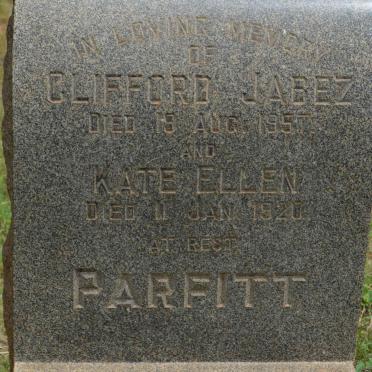 IN LOVING MEMORY
OF
CLIFFORD JABEZ
DIED 19 AUG. 1957.
AND
KATE ELLEN
DIED 11 JAN. 1920
AT REST
PARFITT